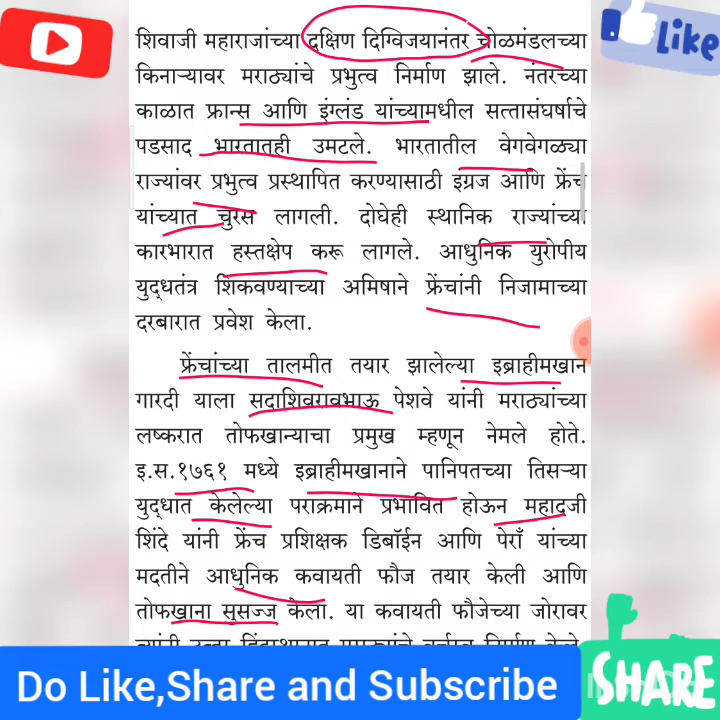 शिवाजी महाराजांच्या दक्षिण दिग्विजयानंतर चोळमंडलच्या
किनाऱ्यावर मराठ्यांचे प्रभुत्व निर्माण झाले. नंतरच्या
काळात फ्रान्स आणि इंग्लंड यांच्यामधील सत्तासंघर्षाचे
पडसाद भारतातही उमटले. भारतातील वेगवेगळ्या
राज्यांवर प्रभुत्व प्रस्थापित करण्यासाठी इंग्रज आणि फ्रेंच
यांच्यात चुरस लागली. दोघेही स्थानिक राज्यांच्या
कारभारात हस्तक्षेप करू लागले. आधुनिक युरोपीय
युद्धतंत्र शिकवण्याच्या अमिषाने फ्रेंचांनी निजामाच्या
दरबारात प्रवेश केला.
फ्रेंचांच्या तालमीत तयार झालेल्या इब्राहीमखान
गारदी याला सदाशिवरावभाऊ पेशवे यांनी मराठ्यांच्या
लष्करात तोफखान्याचा प्रमुख म्हणून नेमले होते.
इ.स.१७६१ मध्ये इब्राहीमखानाने पानिपतच्या तिसऱ्या
युद्धात केलेल्या पराक्रमाने प्रभावित होऊन महादजी
शिंदे यांनी फ्रेंच प्रशिक्षक डिबॉईन आणि पेराँ यांच्या
मदतीने आधुनिक कवायती फौज तयार केली आणि
तोफखाना सुसज्ज केला. या कवायती फौजेच्या जोरावर
Like
Do Like,Share and Subscribe
SHARE